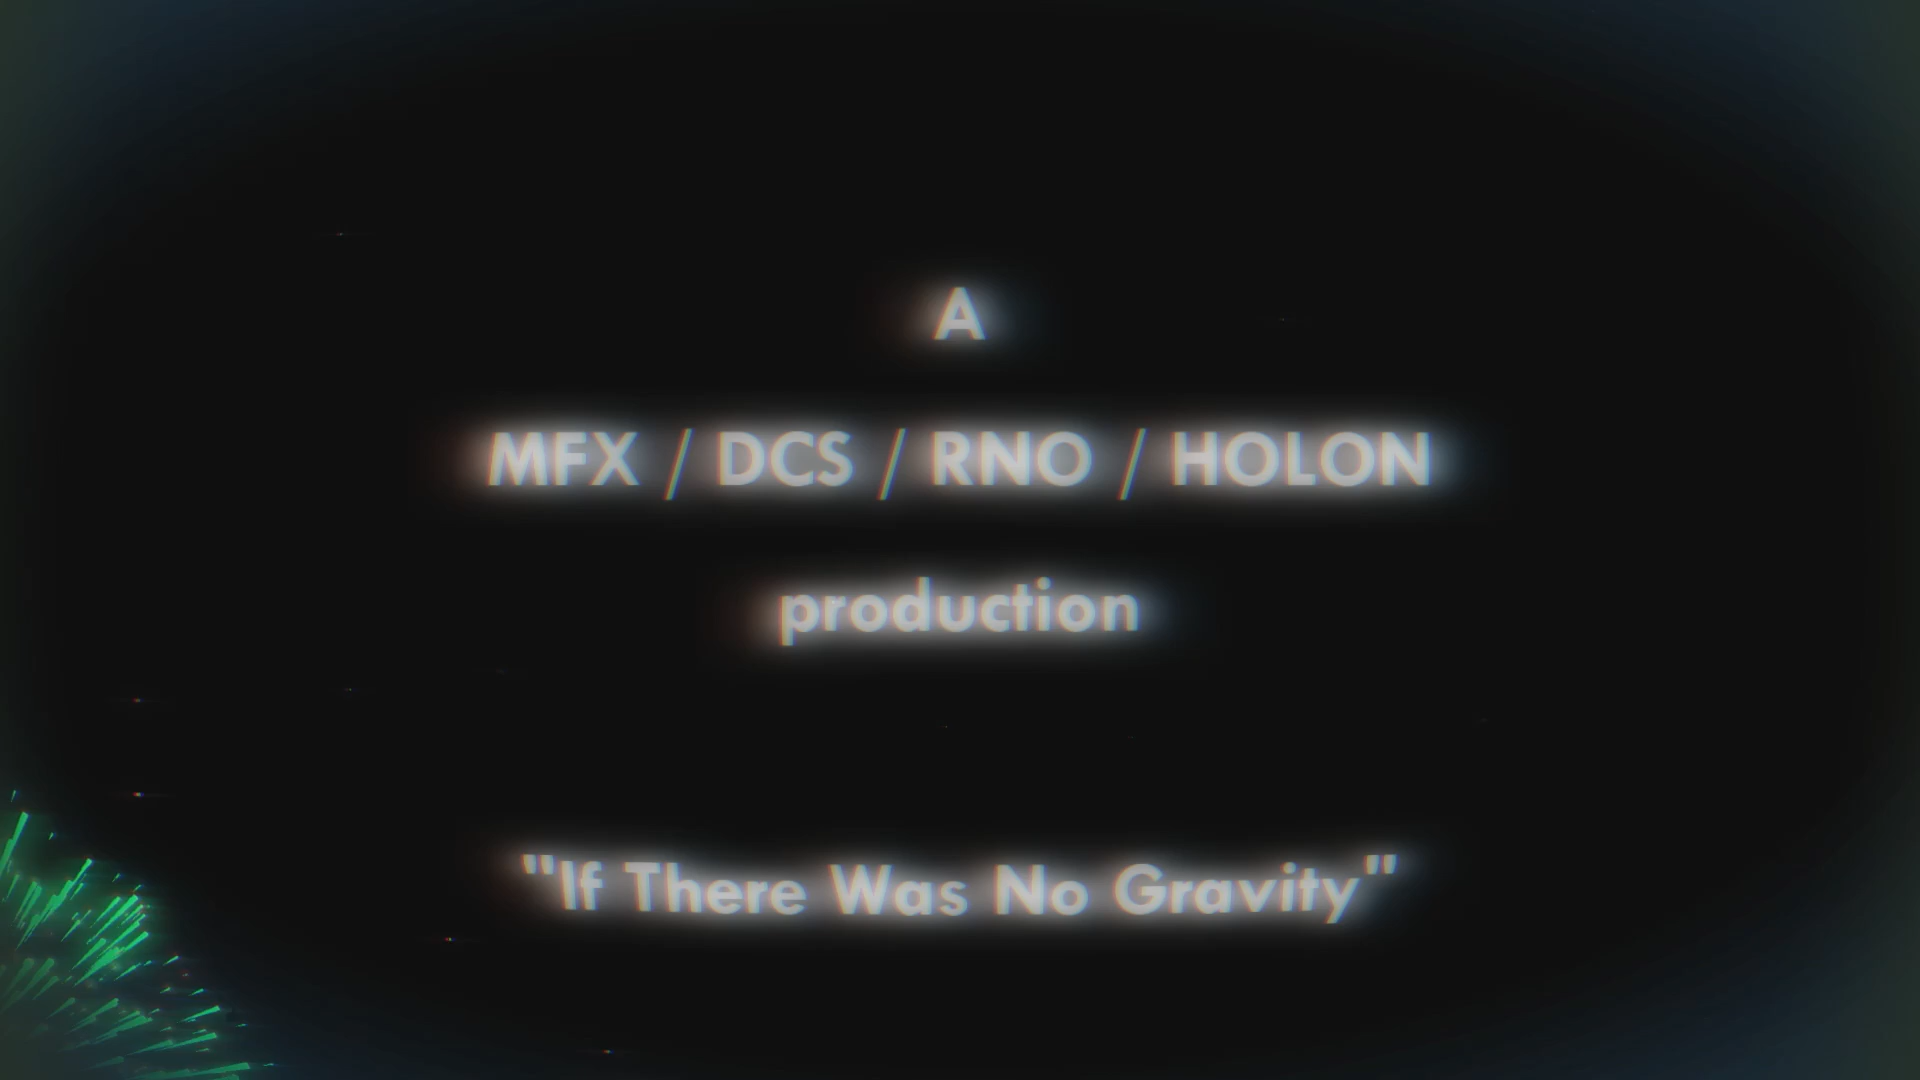 A
MFX / DCS / RNO / HOLON
production
"If There Was No Gravity"